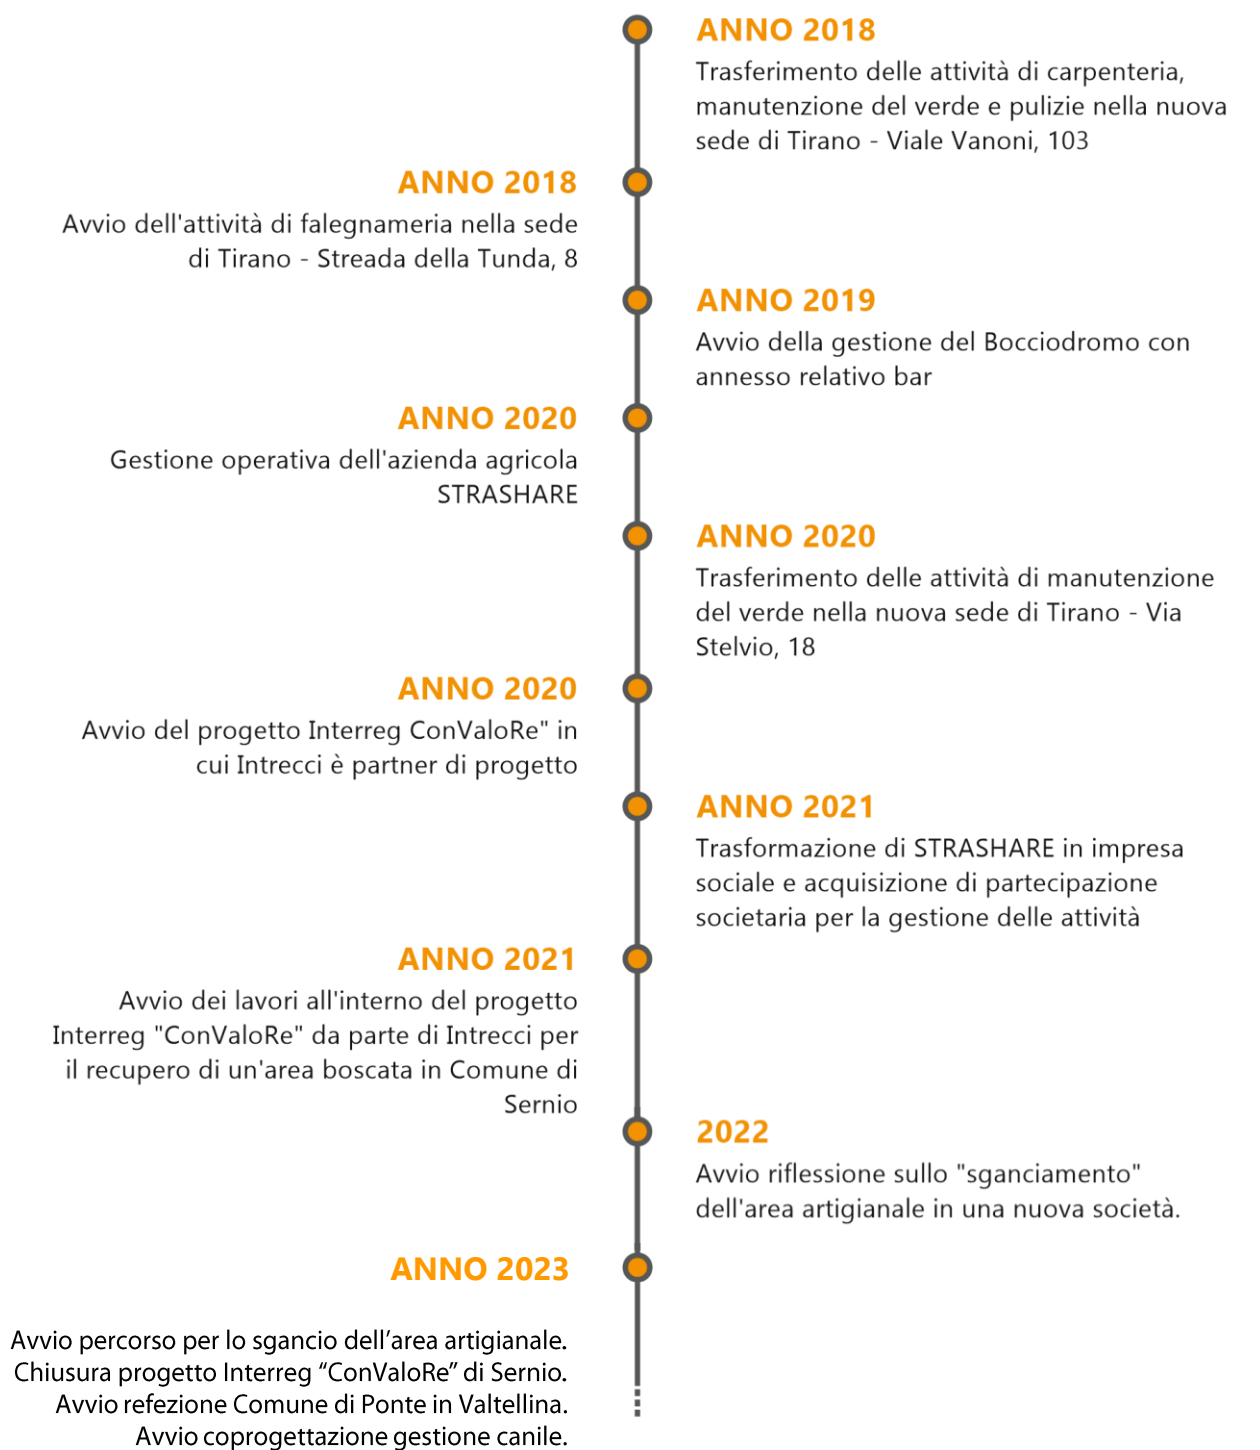 ANNO 2018
Trasferimento delle attività di carpenteria,
manutenzione del verde e pulizie nella nuova
sede di Tirano - Viale Vanoni, 103
ANNO 2018
Avvio dell'attività di falegnameria nella sede
di Tirano - Streada della Tunda, 8
ANNO 2019
Avvio della gestione del Bocciodromo con
annesso relativo bar
ANNO 2020
Gestione operativa dell'azienda agricola
STRASHARE
ANNO 2020
Trasferimento delle attività di manutenzione
del verde nella nuova sede di Tirano - Via
Stelvio, 18
ANNO 2020
Avvio del progetto Interreg ConValoRe" in
cui Intrecci è partner di progetto
ANNO 2021
Trasformazione di STRASHARE in impresa
sociale e acquisizione di partecipazione
societaria per la gestione delle attività
ANNO 2021
Avvio dei lavori all'interno del progetto
Interreg "ConValoRe" da parte di Intrecci per
il recupero di un'area boscata in Comune di
Sernio
2022
Avvio riflessione sullo "sganciamento"
dell'area artigianale in una nuova società.
ANNO 2023
Avvio percorso per lo sgancio dell’area artigianale.
Chiusura progetto Interreg “ConValoRe” di Sernio.
Avvio refezione Comune di Ponte in Valtellina.
Avvio coprogettazione gestione canile.